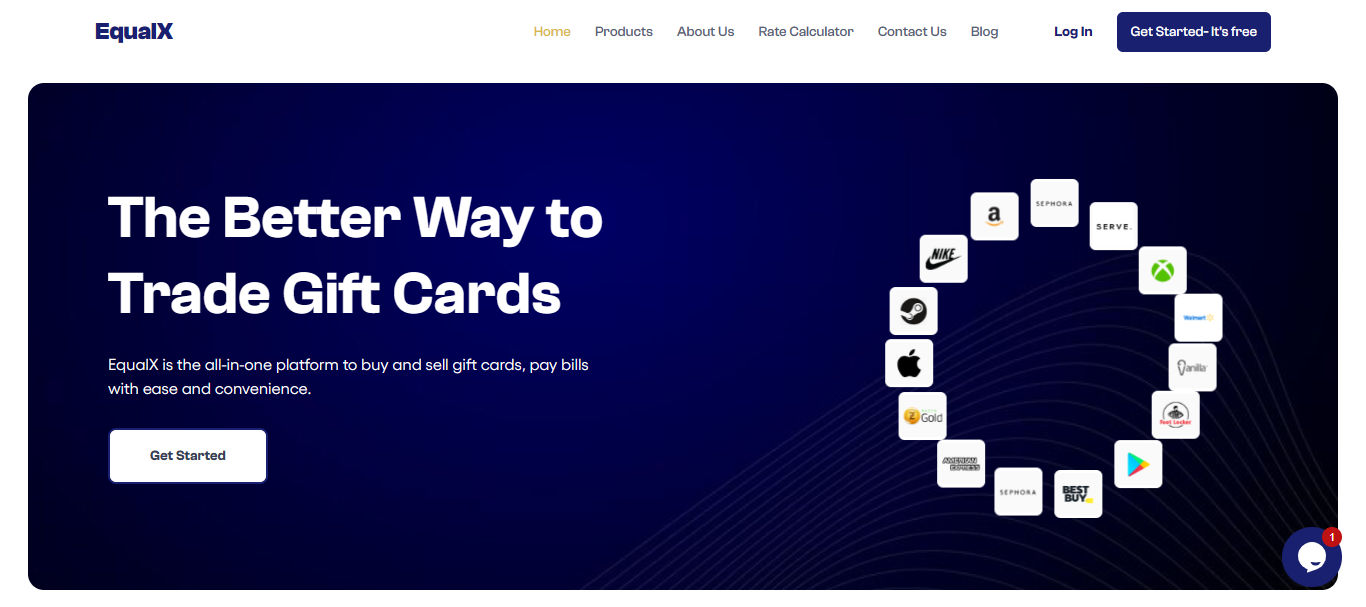 EqualX
Home Products About Us Rate Calculator Contact Us Blog Log In Get Started- It's free
The Better Way to
Trade Gift Cards
EqualX is the all-in-one platform to buy and sell gift cards, pay bills
with ease and convenience.
Get Started
SEPHORA
a
SERVE.
NIKE
Walmart
Vanilla
Foot Locker
Gold
AMERICAN
EXPRESS
SEPHORA
BEST
BUY
1